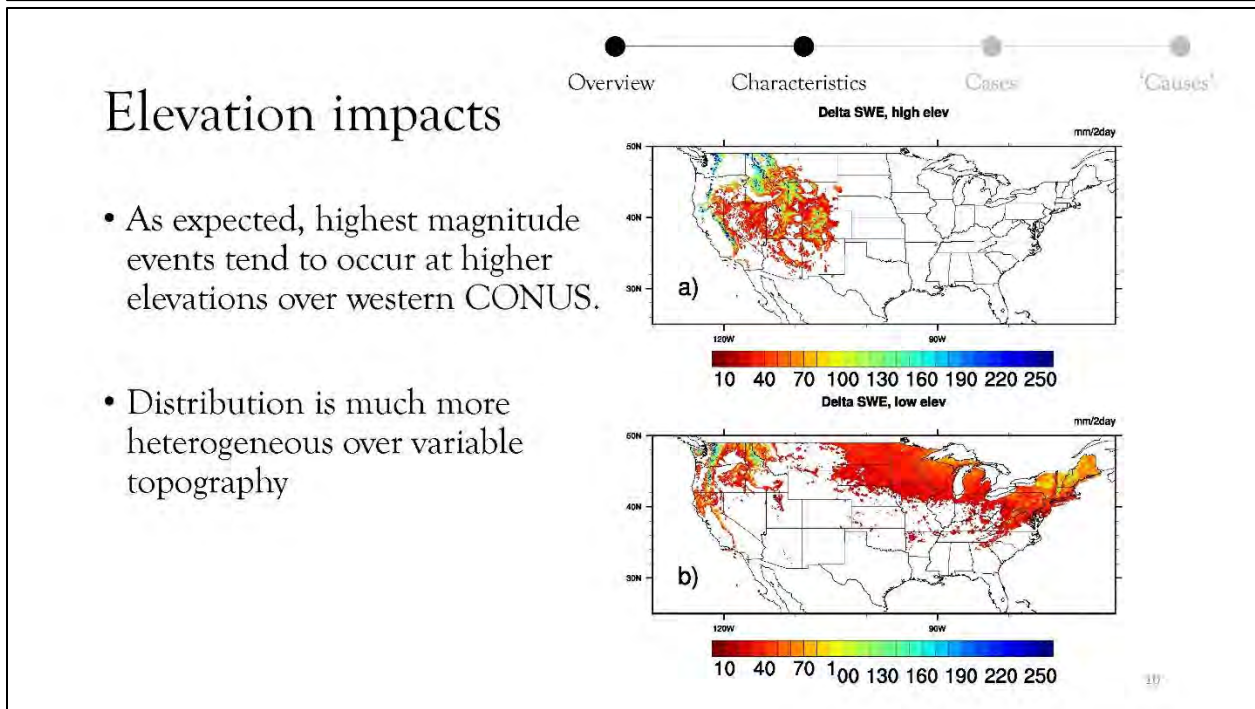 Overview Characteristics Cases 'Causes'
Elevation impacts
• As expected, highest magnitude
events tend to occur at higher
elevations over western CONUS.
• Distribution is much more
heterogeneous over variable
topography
Delta SWE, high elev
mm/2day
50N
40N
30N
a)
120W 90W
10 40 70 100 130 160 190 220 250
Delta SWE, low elev
mm/2day
50N
40N
30N
b)
120W 90W
10 40 70 100 130 160 190 220 250
10